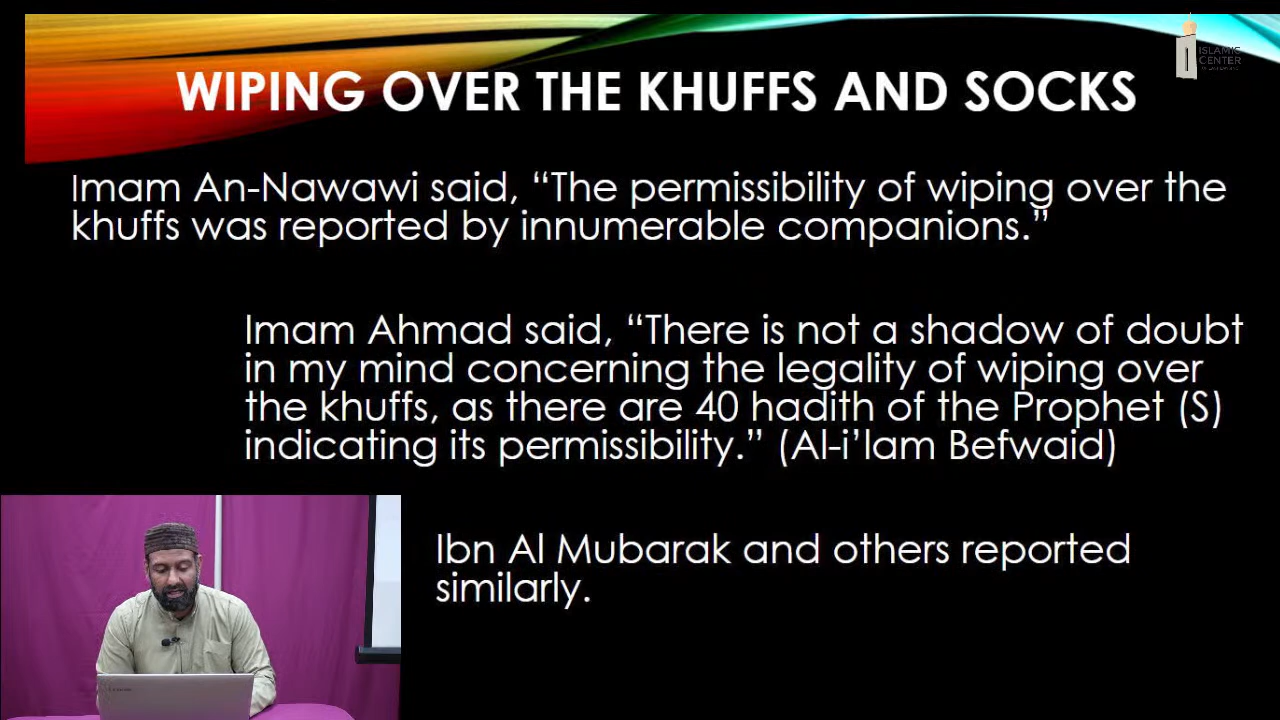 ISLAMIC
CENTER
WIPING OVER THE KHUFFS AND SOCKS
Imam An-Nawawi said, “The permissibility of wiping over the
khuffs was reported by innumerable companions.”
Imam Ahmad said, “There is not a shadow of doubt
in my mind concerning the legality of wiping over
the khuffs, as there are 40 hadith of the Prophet (S)
indicating its permissibility.” (Al-i’lam Befwaid)
Ibn Al Mubarak and others reported
similarly.